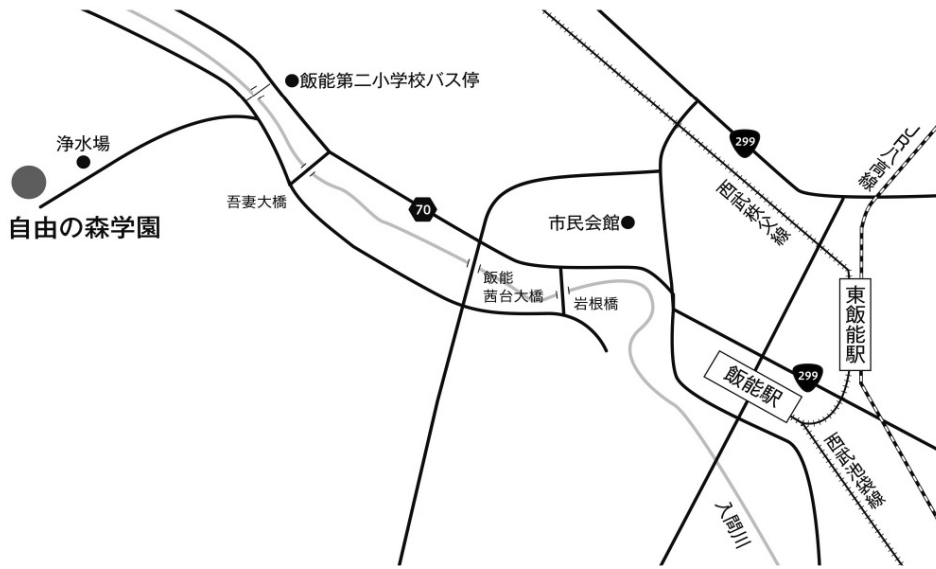 飯能第二小学校バス停
浄水場
自由の森学園
吾妻大橋
70
市民会館
飯能
茜台大橋
岩根橋
299
JR八高線
西武秩父線
東飯能駅
299
飯能駅
西武池袋線
入間川